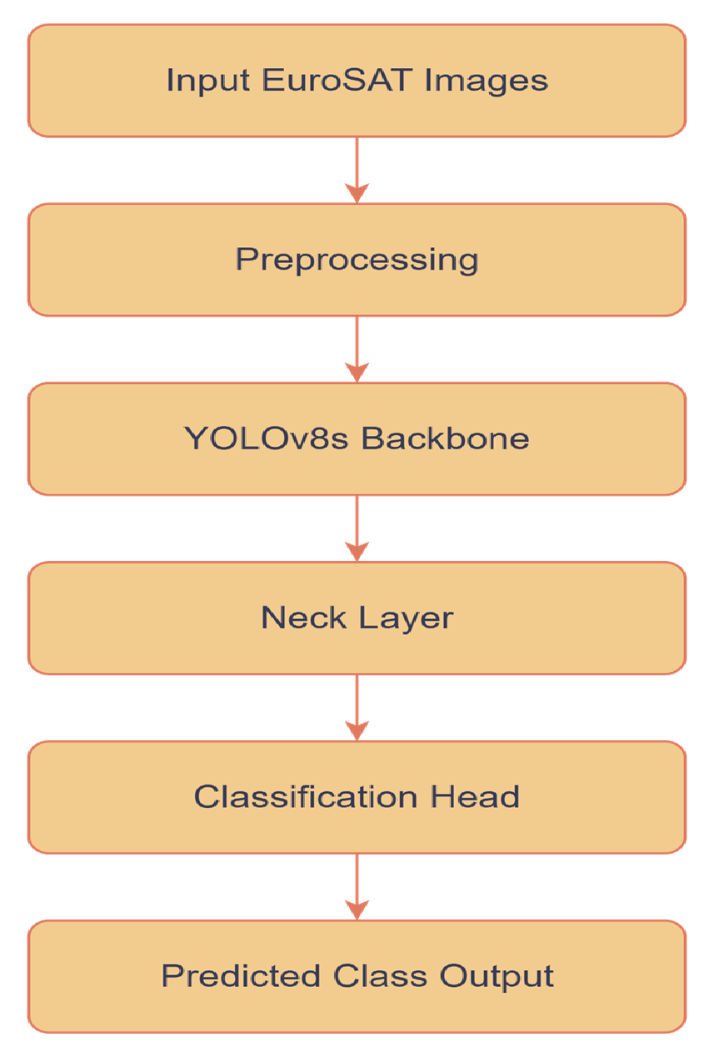 Input EuroSAT Images
Preprocessing
YOLOv8s Backbone
Neck Layer
Classification Head
Predicted Class Output